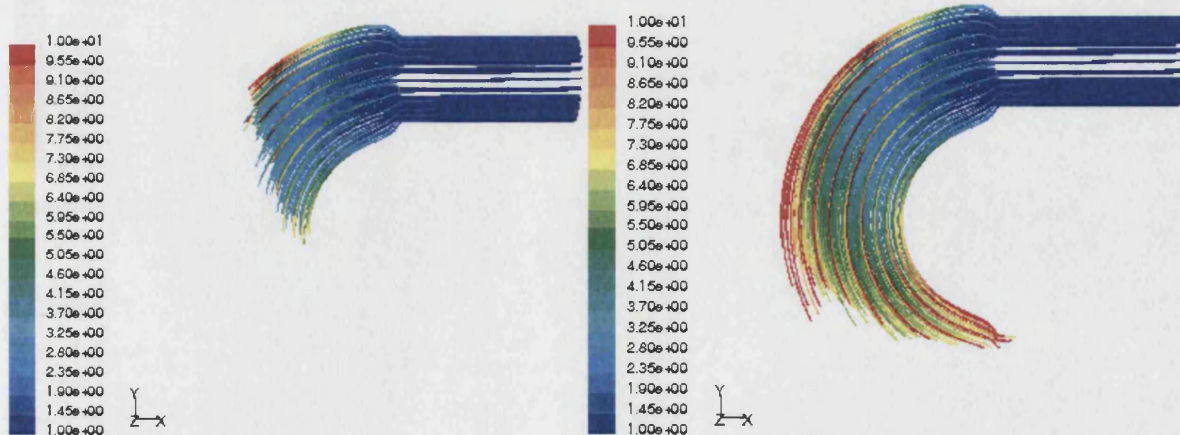 1.00e+01
9.55e+00
9.10e+00
8.65e+00
8.20e+00
7.75e+00
7.30e+00
6.85e+00
6.40e+00
5.95e+00
5.50e+00
5.05e+00
4.60e+00
4.15e+00
3.70e+00
3.25e+00
2.80e+00
2.35e+00
1.90e+00
1.45e+00
1.00e+00
Y
Z X
1.00e+01
9.55e+00
9.10e+00
8.65e+00
8.20e+00
7.75e+00
7.30e+00
6.85e+00
6.40e+00
5.95e+00
5.50e+00
5.05e+00
4.60e+00
4.15e+00
3.70e+00
3.25e+00
2.80e+00
2.35e+00
1.90e+00
1.45e+00
1.00e+00
Y
Z X